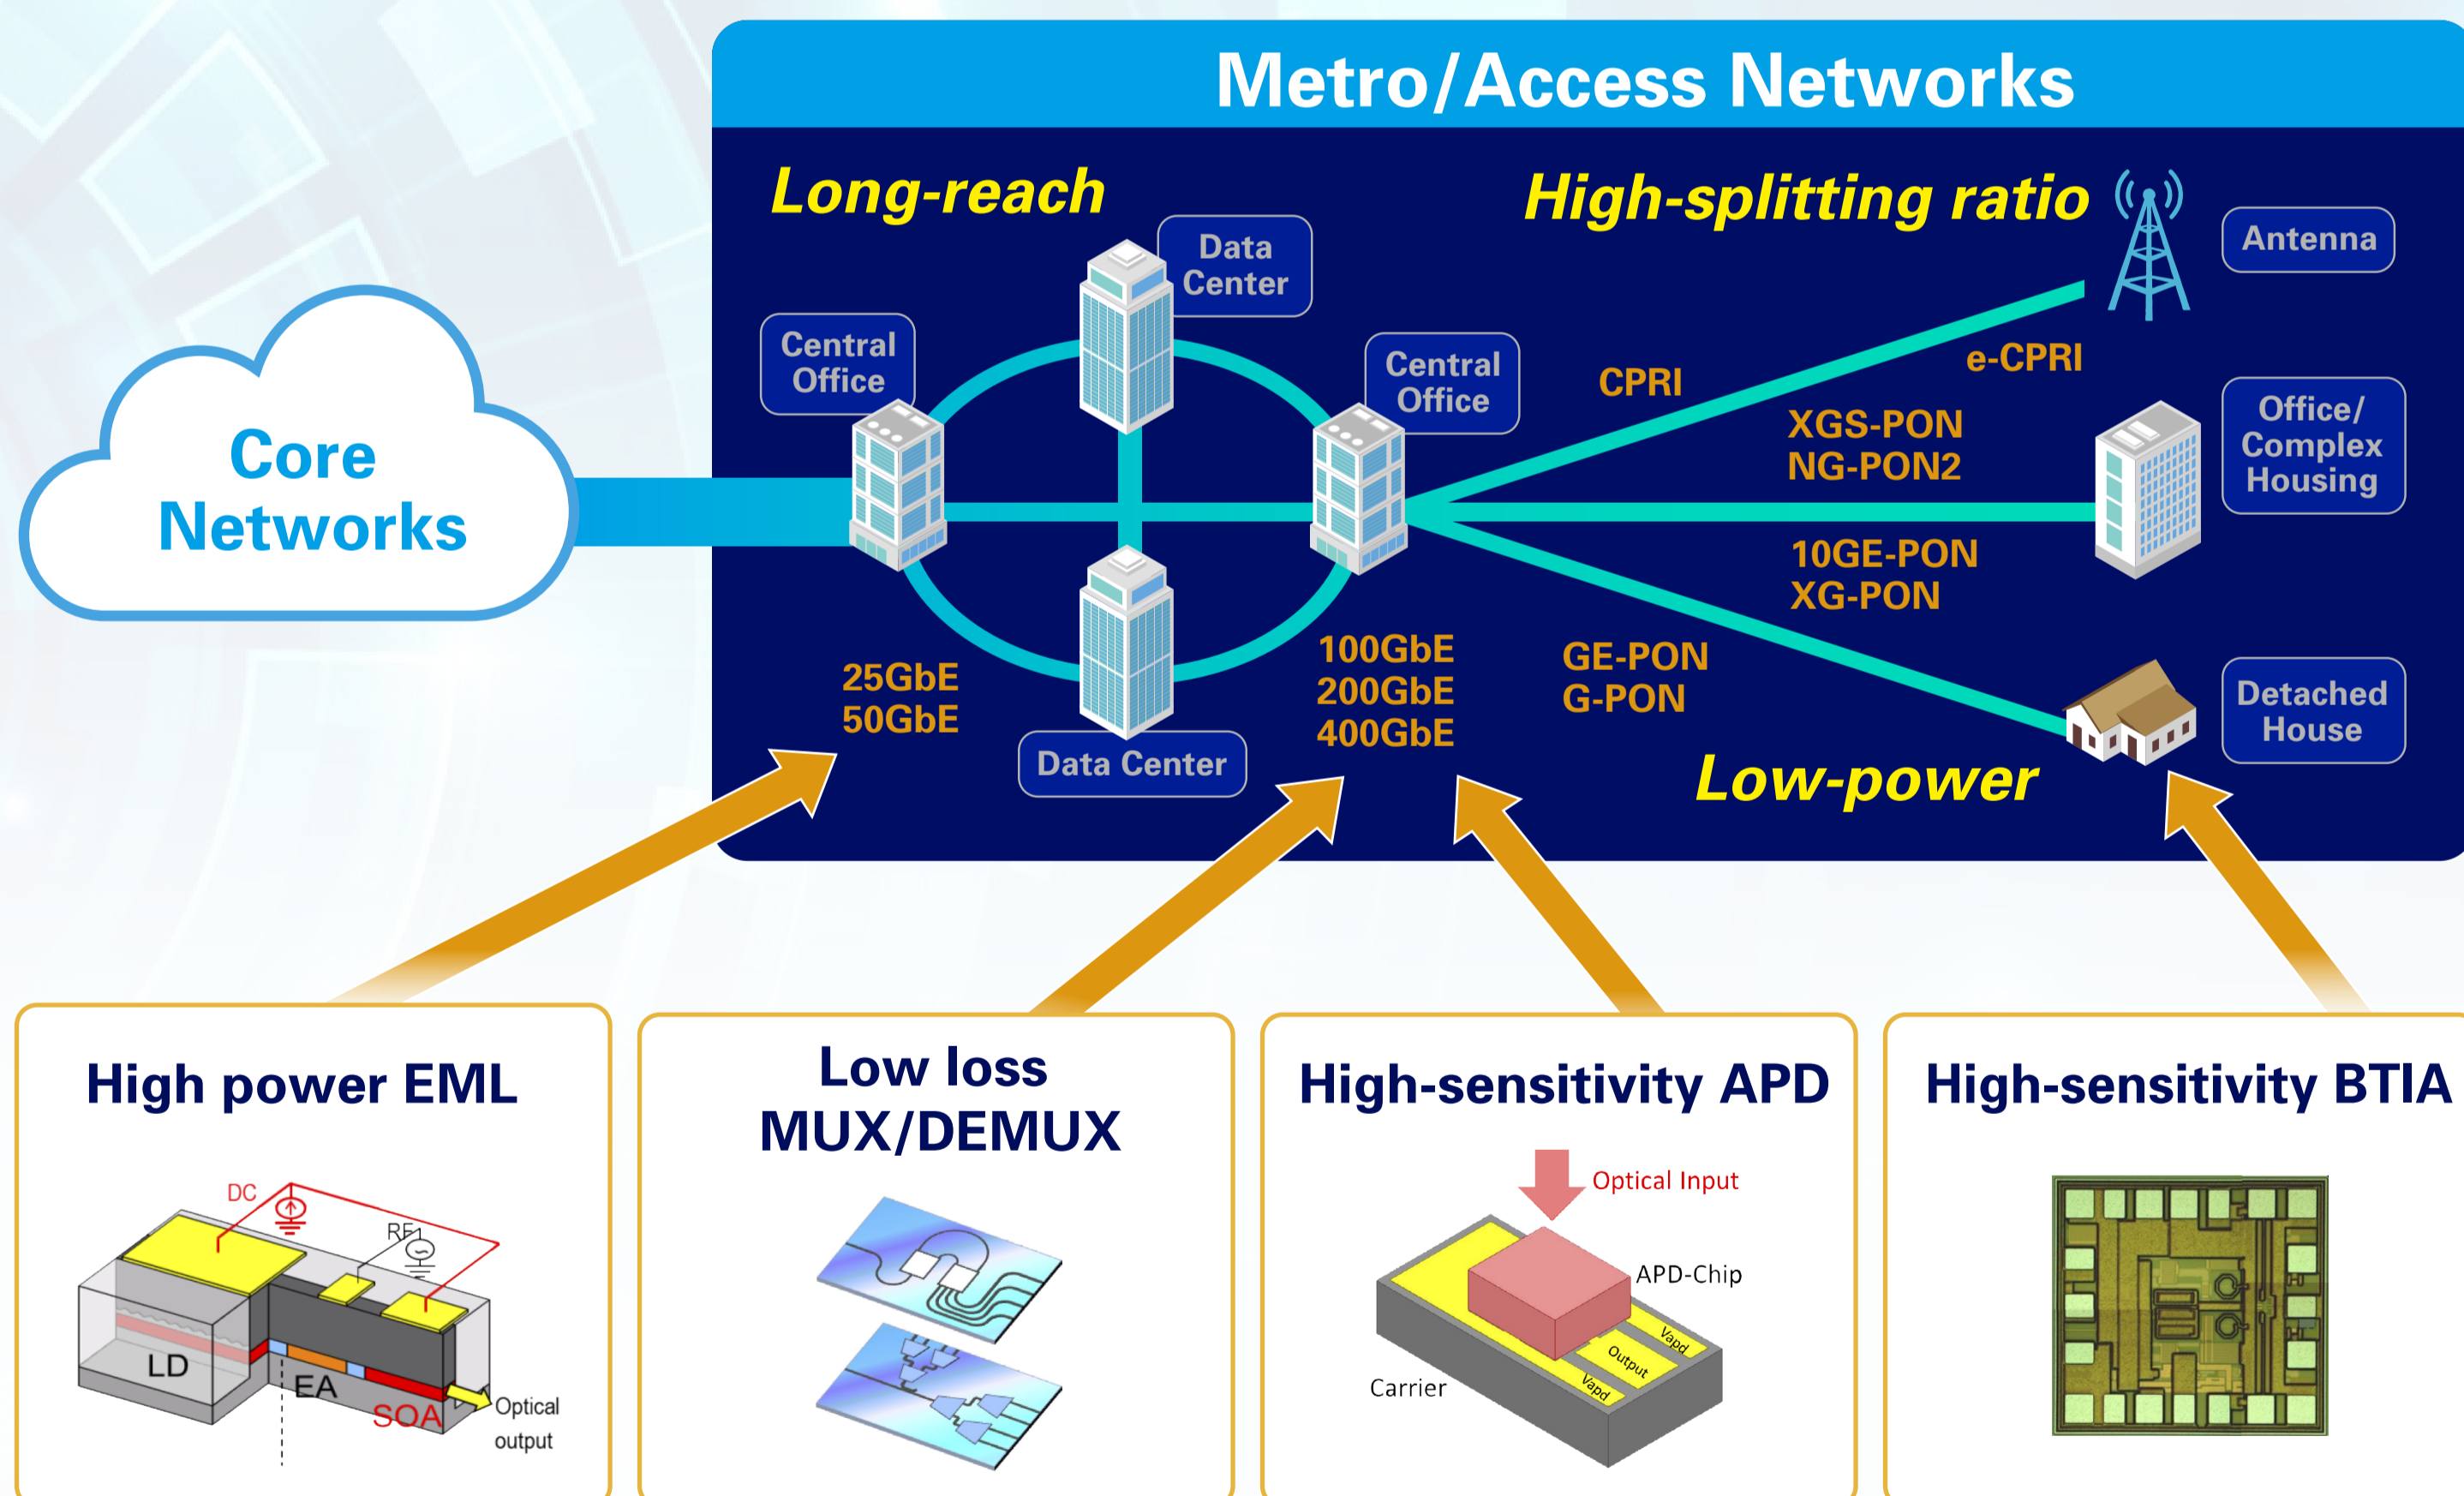 Metro/Access Networks
Long-reach
High-splitting ratio
Data
Center
Antenna
Central
Office
Central
Office
CPRI
e-CPRI
Core
Networks
XGS-PON
NG-PON2
Office/
Complex
Housing
10GE-PON
XG-PON
25GbE
50GbE
100GbE
200GbE
400GbE
GE-PON
G-PON
Detached
House
Data Center
Low-power
High power EML
DC
RF
LD
EA
SOA
Optical
output
Low loss
MUX/DEMUX
High-sensitivity APD
Optical Input
APD-Chip
Vapd
Output
Vapd
Carrier
High-sensitivity BTIA